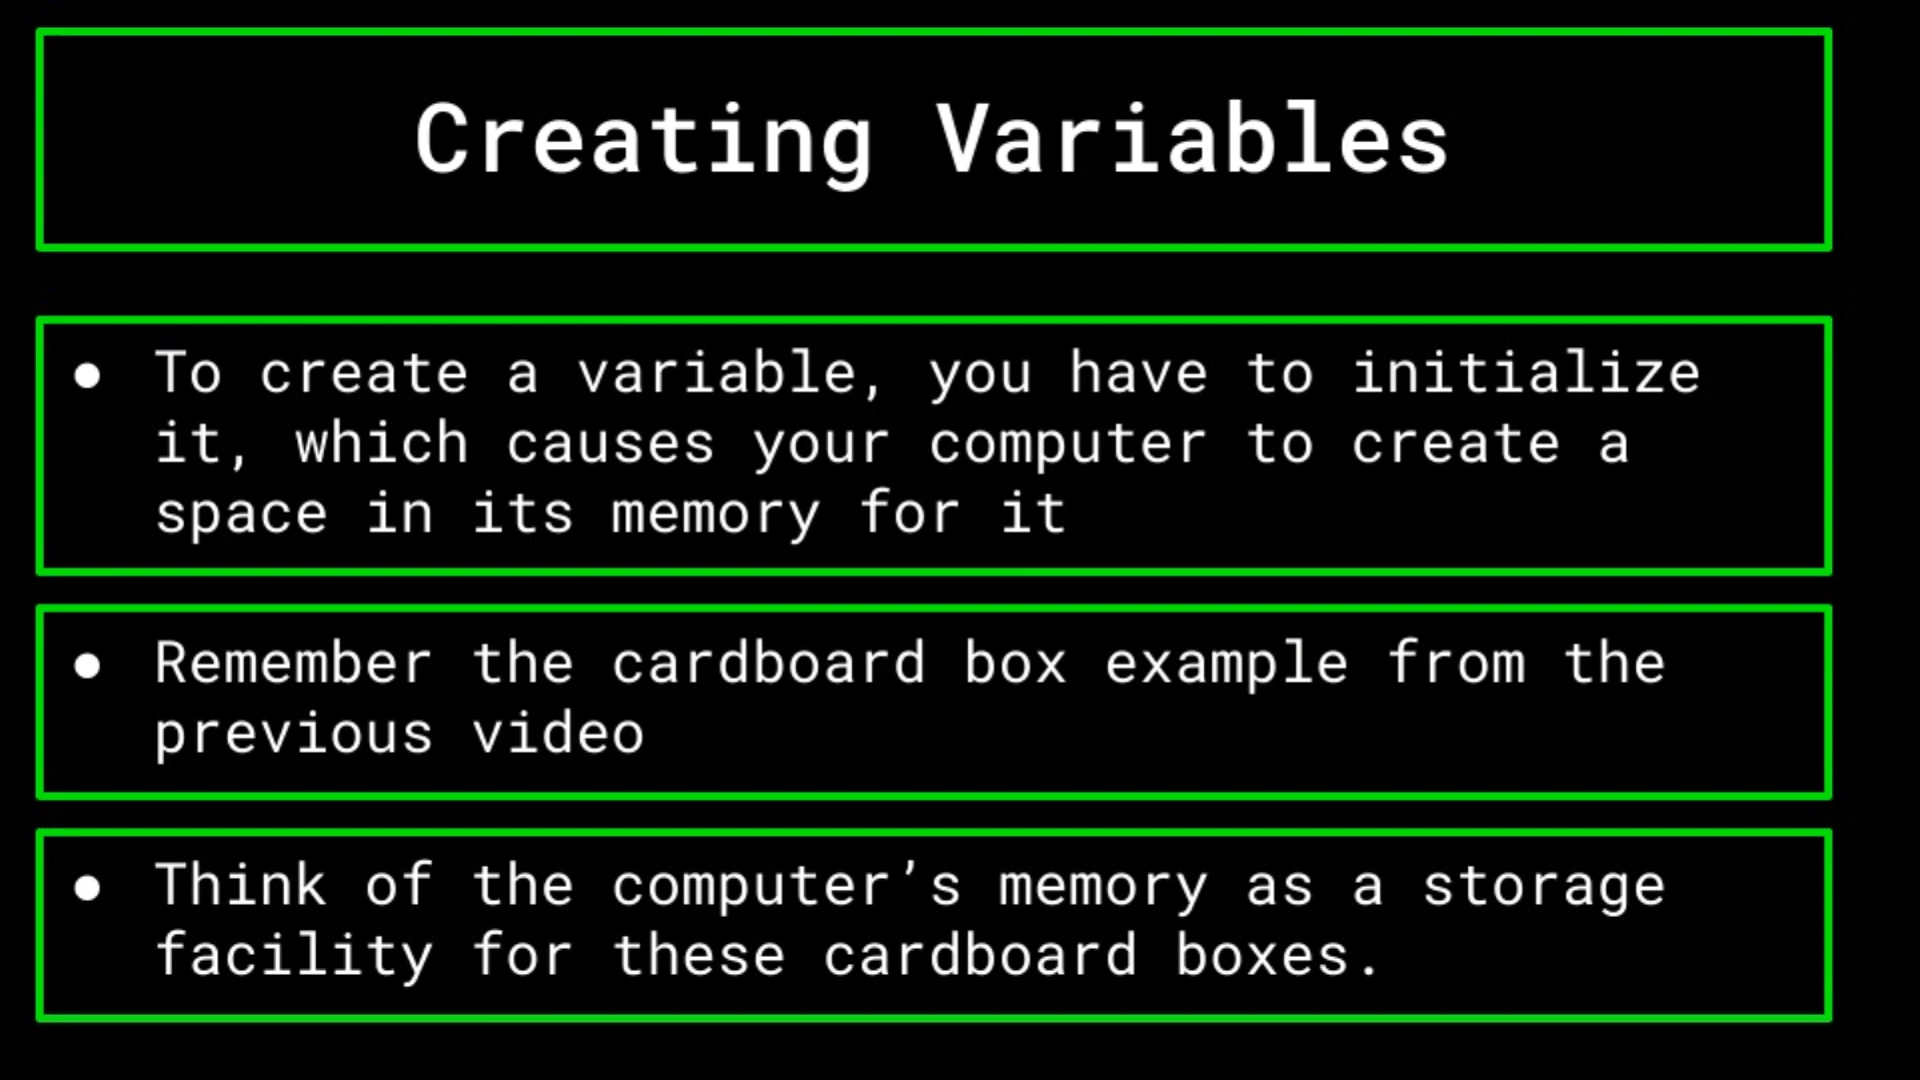 Creating Variables
● To create a variable, you have to initialize
it, which causes your computer to create a
space in its memory for it
● Remember the cardboard box example from the
previous video
● Think of the computer’s memory as a storage
facility for these cardboard boxes.